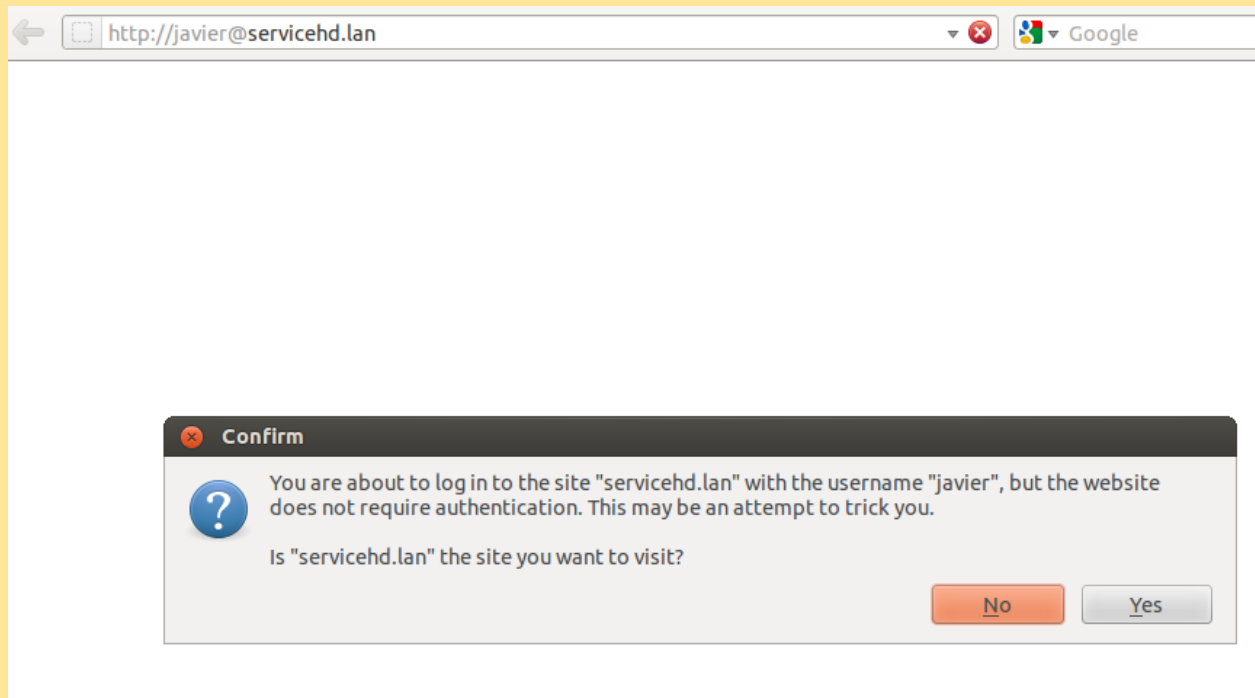 http://javier@servicehd.lan
Google
Confirm
You are about to log in to the site "servicehd.lan" with the username "javier", but the website
does not require authentication. This may be an attempt to trick you.
Is "servicehd.lan" the site you want to visit?
No
Yes